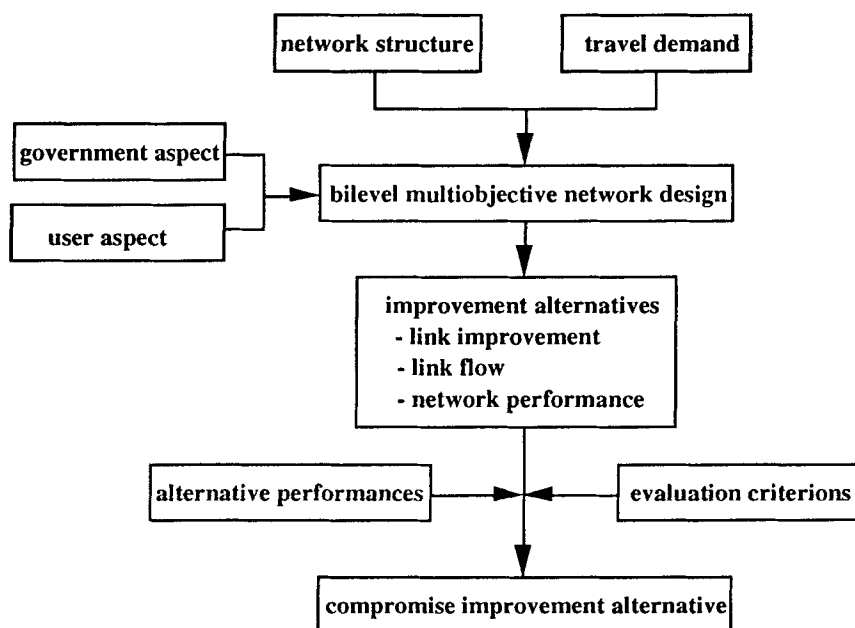 network structure
travel demand
government aspect
user aspect
bilevel multiobjective network design
improvement alternatives
- link improvement
- link flow
- network performance
alternative performances
evaluation criterions
compromise improvement alternative